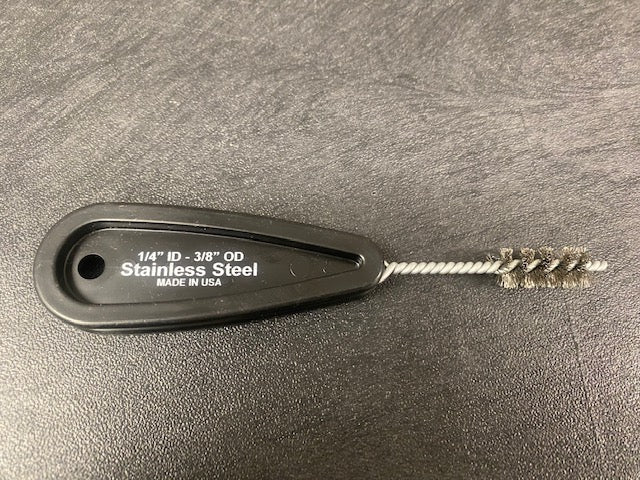 1/4” ID - 3/8” OD
Stainless Steel
MADE IN USA